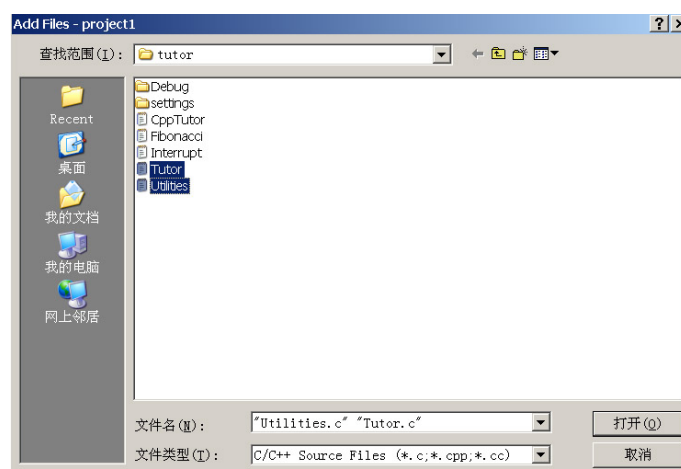 Add Files - project1
查找范围(I):
tutor
Recent
桌面
我的文档
我的电脑
网上邻居
Debug
settings
CppTutor
Fibonacci
Interrupt
Tutor
Utilities
文件名(N):
"Utilities.c" "Tutor.c"
打开(O)
文件类型(T):
C/C++ Source Files (*.c;*.cpp;*.cc)
取消